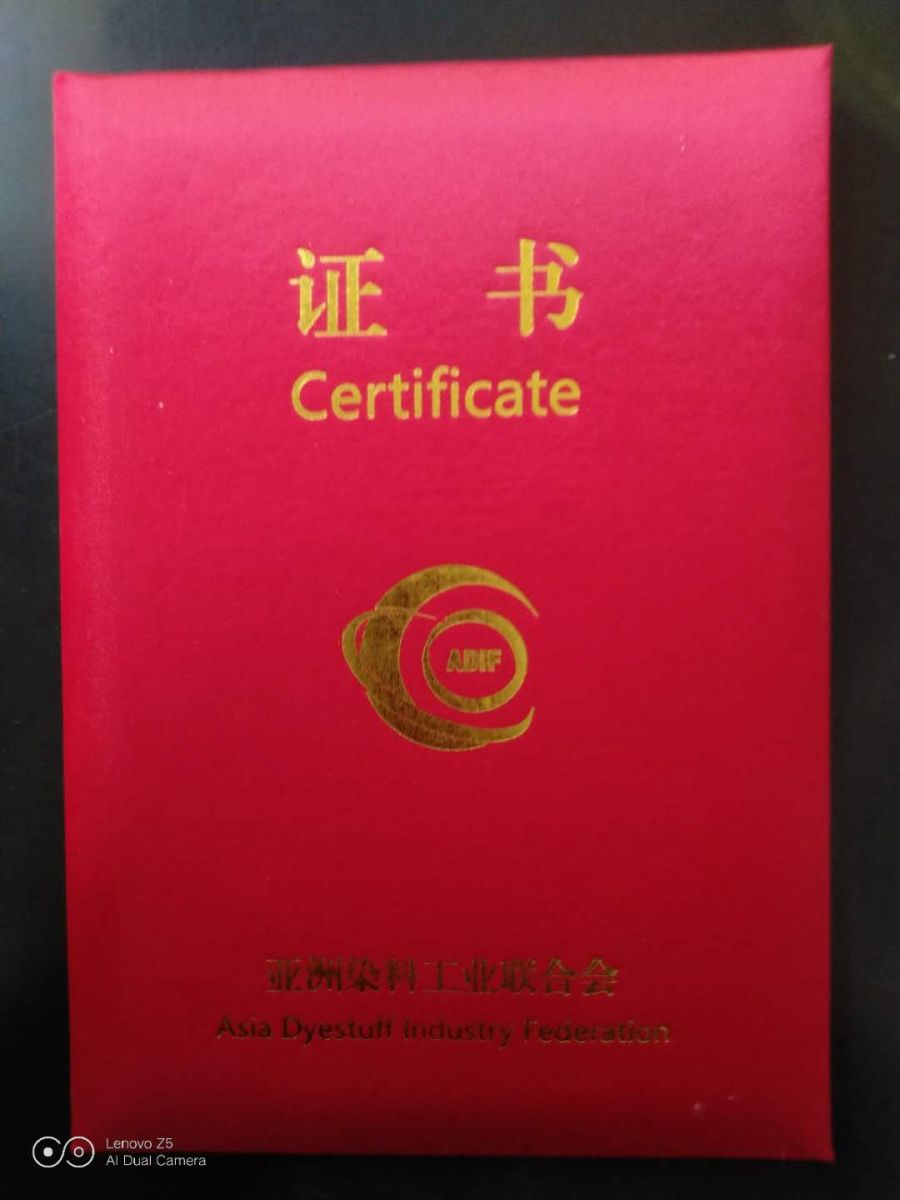 证 书
Certificate
ADIF
亚洲染料工业联合会
Asia Dyestuff Industry Federation
Lenovo Z5
AI Dual Camera